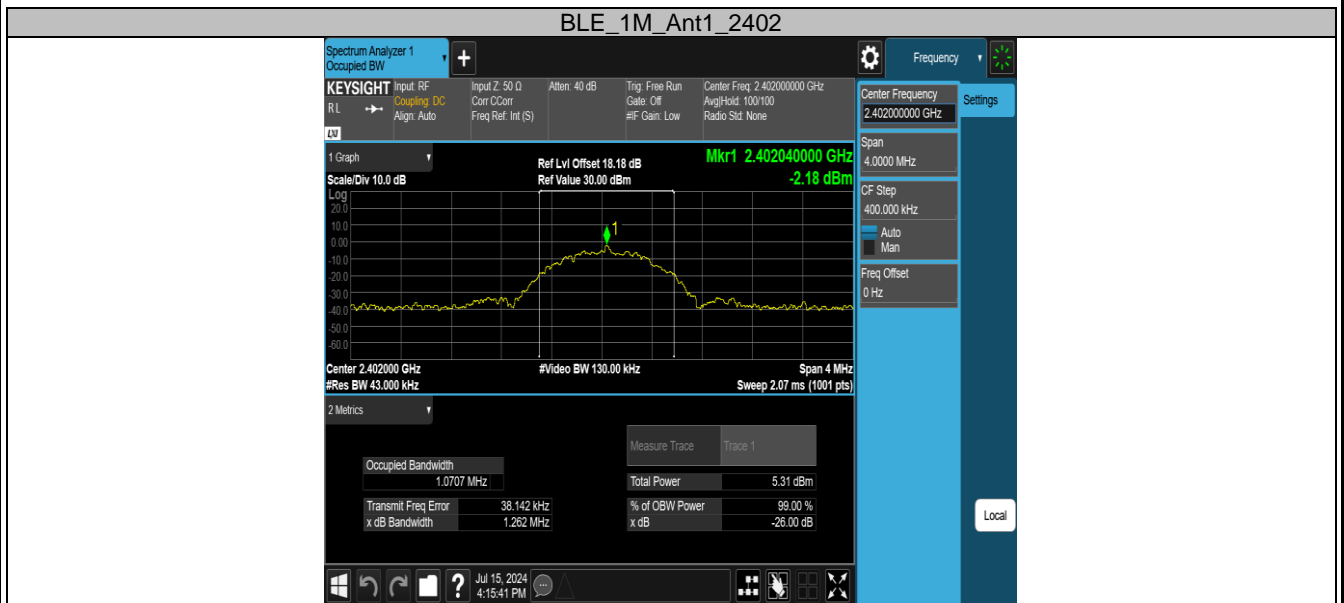 BLE_1M_Ant1_2402
Spectrum Analyzer 1
Occupied BW
Frequency
KEYSIGHT
RL
LXI
Input: RF
Coupling: DC
Align: Auto
Input Z: 50 Ω
Corr CCorr
Freq Ref: Int (S)
Atten: 40 dB
Trig: Free Run
Gate: Off
#IF Gain: Low
Center Freq: 2.402000000 GHz
Avg|Hold: 100/100
Radio Std: None
Center Frequency
2.402000000 GHz
Settings
Span
4.0000 MHz
CF Step
400.000 kHz
Auto
Man
Freq Offset
0 Hz
1 Graph
Scale/Div 10.0 dB
Ref Lvl Offset 18.18 dB
Ref Value 30.00 dBm
Mkr1 2.402040000 GHz
-2.18 dBm
Log
20.0
10.0
0.00
-10.0
-20.0
-30.0
-40.0
-50.0
-60.0
1
Center 2.402000 GHz
#Video BW 130.00 kHz
Span 4 MHz
#Res BW 43.000 kHz
Sweep 2.07 ms (1001 pts)
2 Metrics
Measure Trace Trace 1
Occupied Bandwidth
1.0707 MHz
Total Power 5.31 dBm
Transmit Freq Error 38.142 kHz
% of OBW Power 99.00 %
x dB Bandwidth 1.262 MHz
x dB -26.00 dB
Local
?
Jul 15, 2024
4:15:41 PM